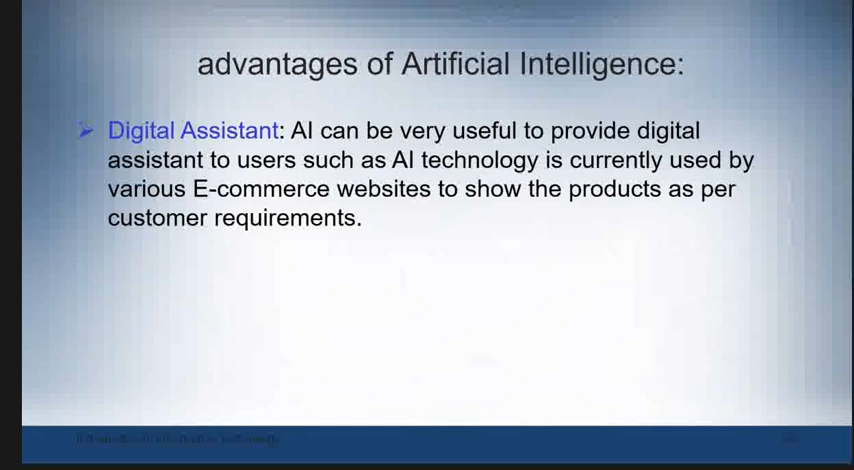 advantages of Artificial Intelligence:
➢ Digital Assistant: AI can be very useful to provide digital
assistant to users such as AI technology is currently used by
various E-commerce websites to show the products as per
customer requirements.